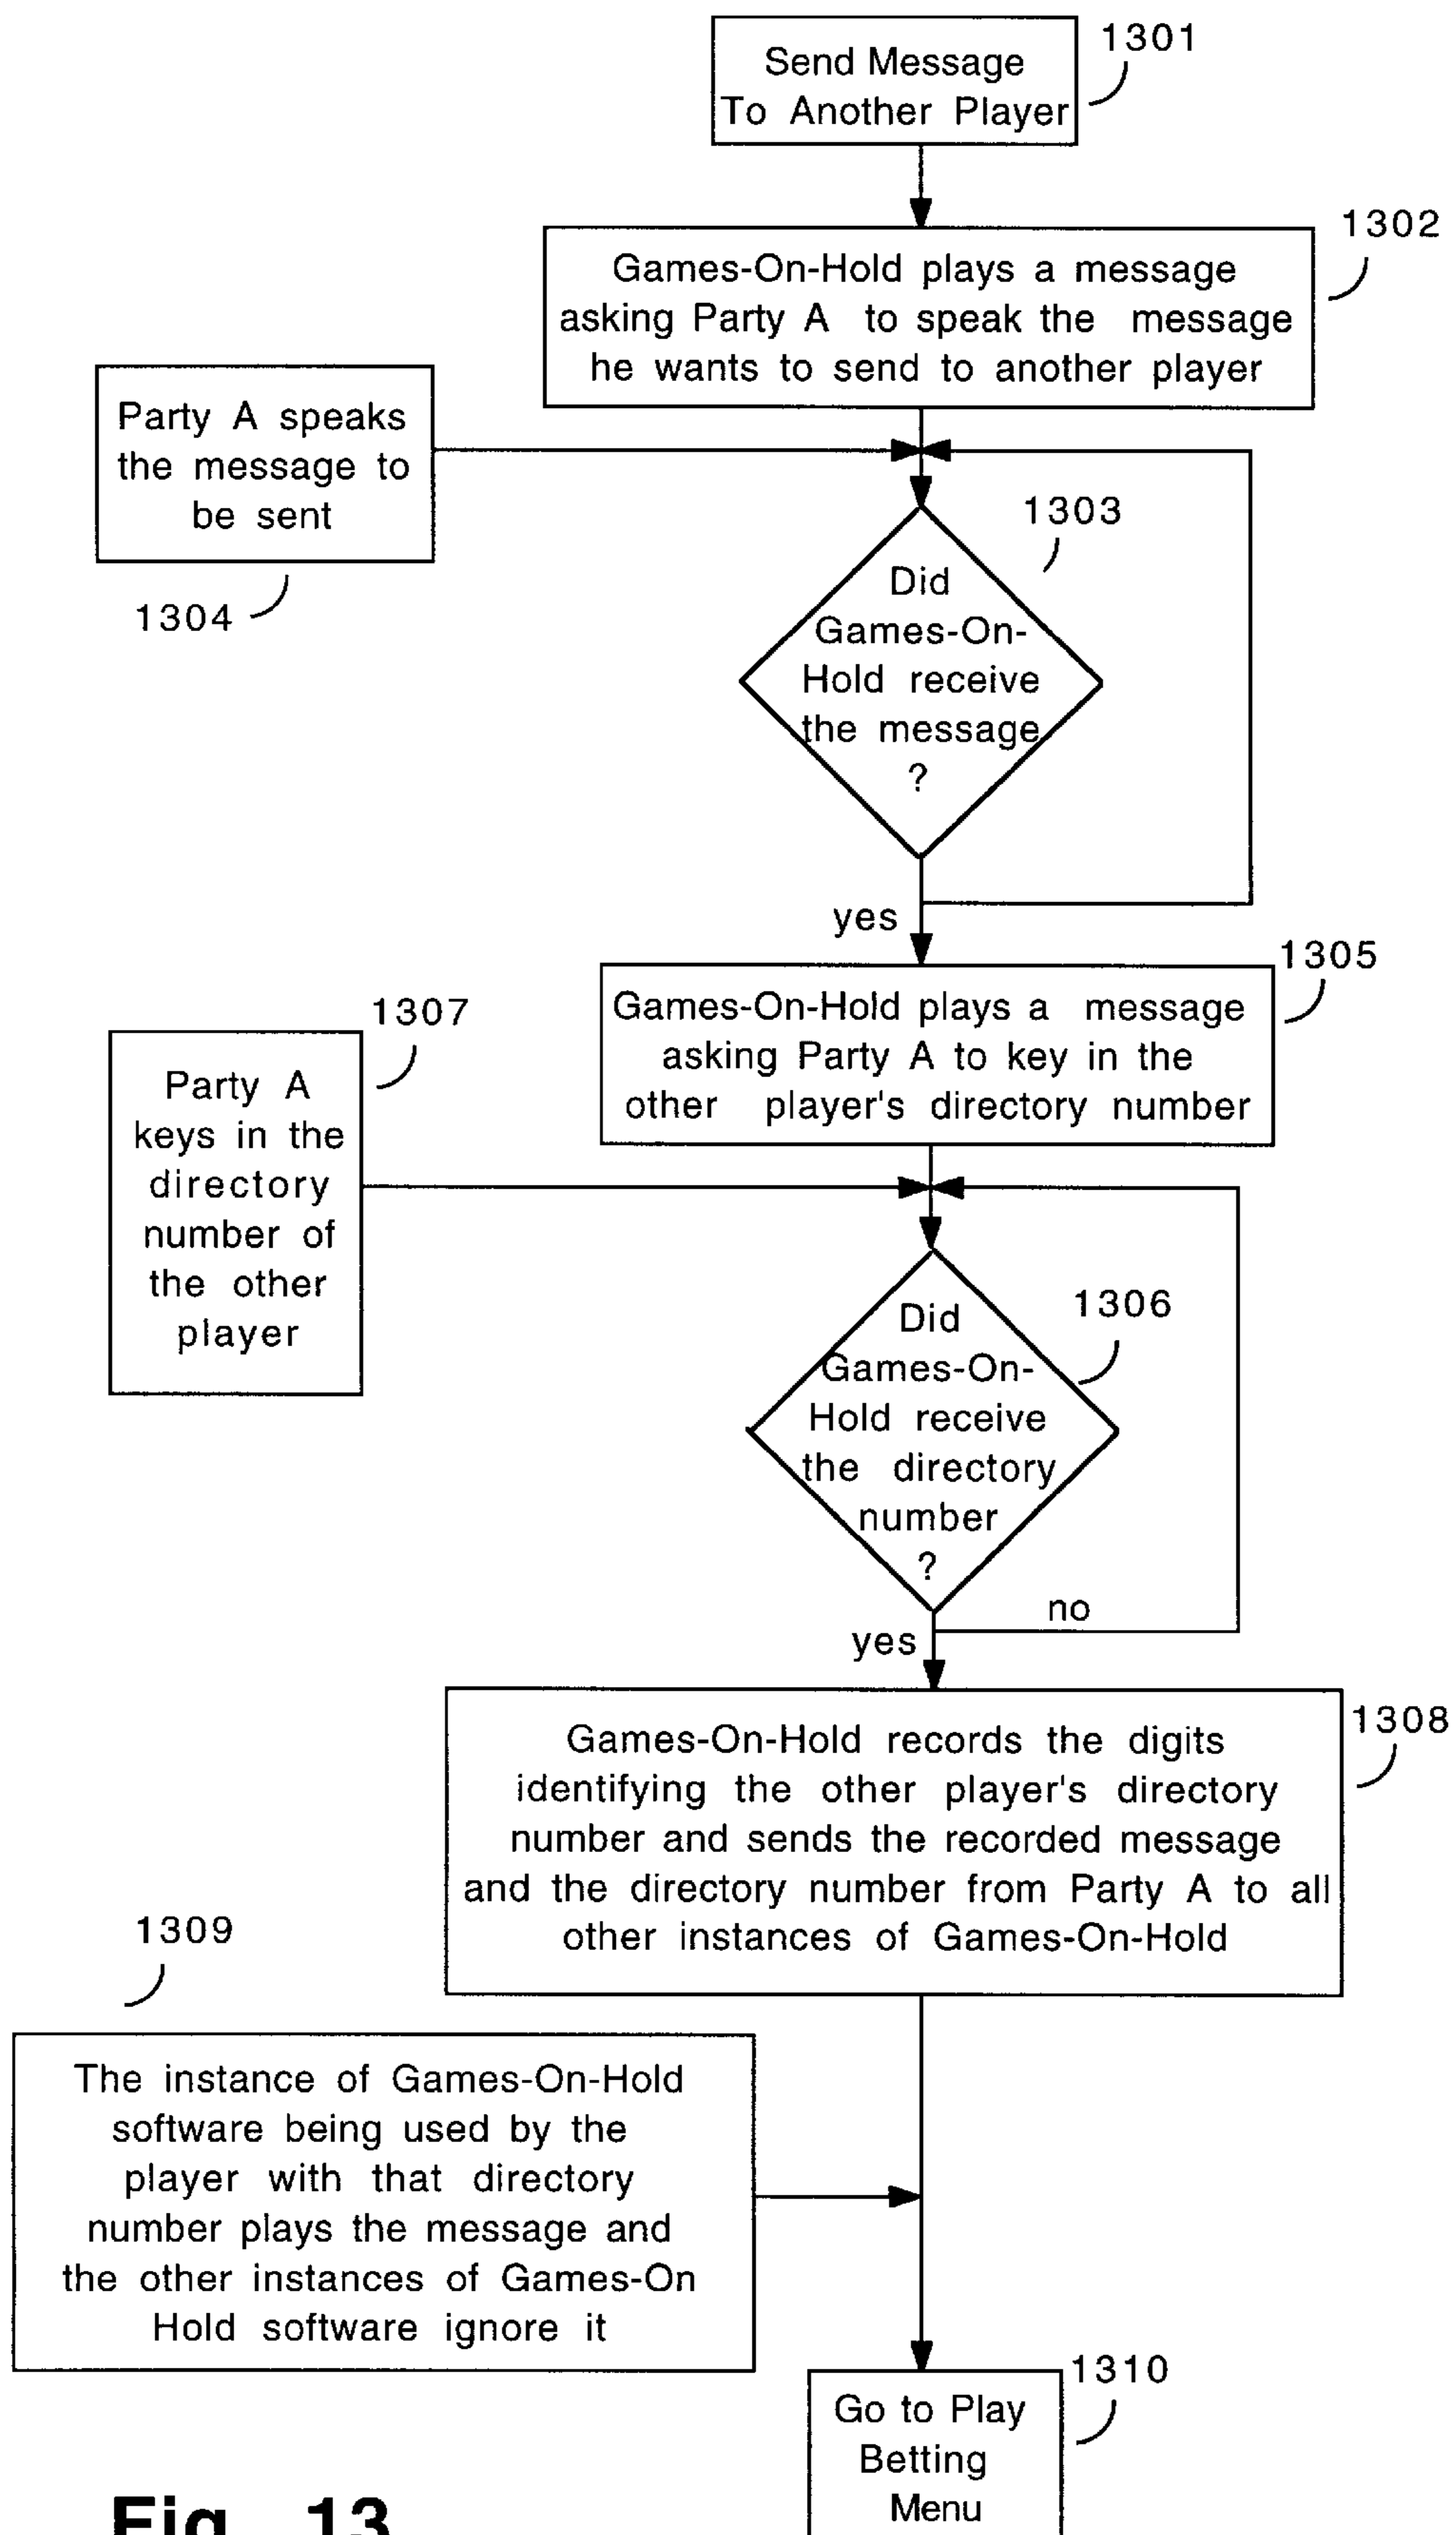 Send Message
To Another Player
1301
Games-On-Hold plays a message
asking Party A to speak the message
he wants to send to another player
1302
Party A speaks
the message to
be sent
1304
Did
Games-On-
Hold receive
the message
?
1303
yes
Games-On-Hold plays a message
asking Party A to key in the
other player's directory number
1305
Party A
keys in the
directory
number of
the other
player
1307
Did
Games-On-
Hold receive
the directory
number
?
1306
no
yes
Games-On-Hold records the digits
identifying the other player's directory
number and sends the recorded message
and the directory number from Party A to all
other instances of Games-On-Hold
1308
1309
The instance of Games-On-Hold
software being used by the
player with that directory
number plays the message and
the other instances of Games-On
Hold software ignore it
Go to Play
Betting
Menu
1310
Fig. 13